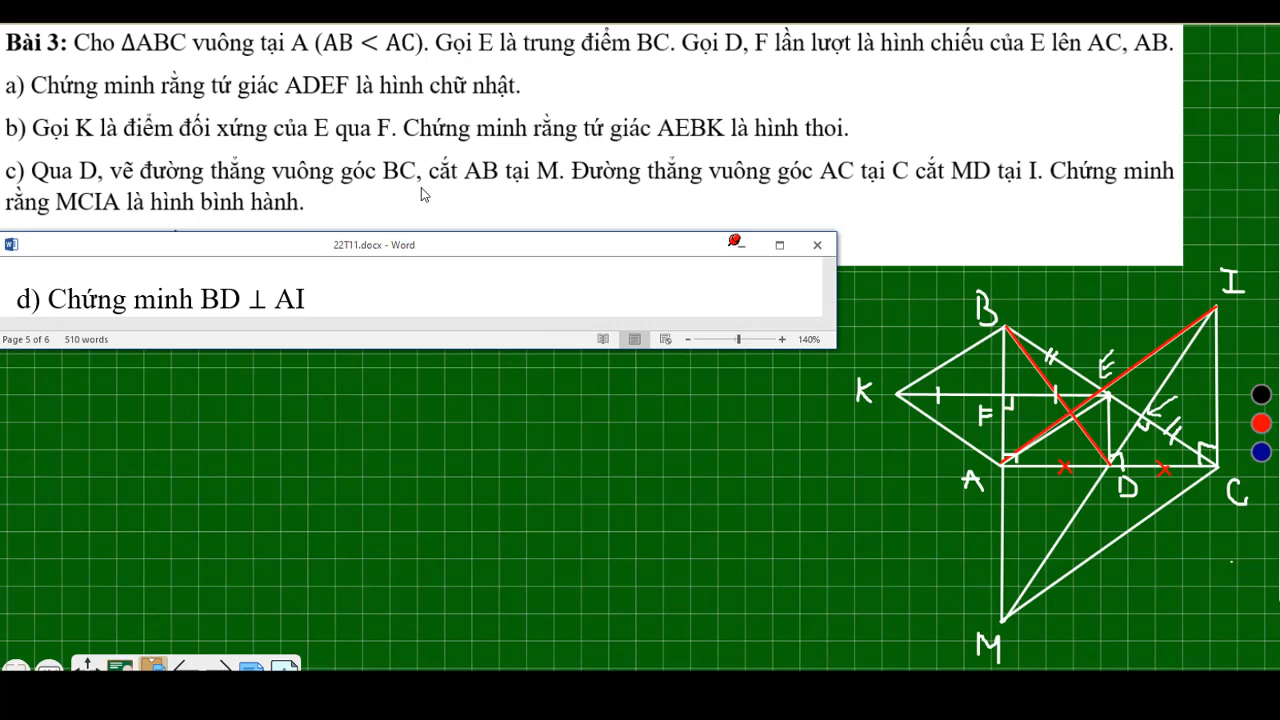 Bài 3: Cho ΔABC vuông tại A (AB < AC). Gọi E là trung điểm BC. Gọi D, F lần lượt là hình chiếu của E lên AC, AB.
a) Chứng minh rằng tứ giác ADEF là hình chữ nhật.
b) Gọi K là điểm đối xứng của E qua F. Chứng minh rằng tứ giác AEBK là hình thoi.
c) Qua D, vẽ đường thẳng vuông góc BC, cắt AB tại M. Đường thẳng vuông góc AC tại C cắt MD tại I. Chứng minh
rằng MCIA là hình bình hành.
22T11.docx - Word
d) Chứng minh BD ⊥ AI
Page 5 of 6 510 words 140%
I
B
E
K
F
A
D
C
M